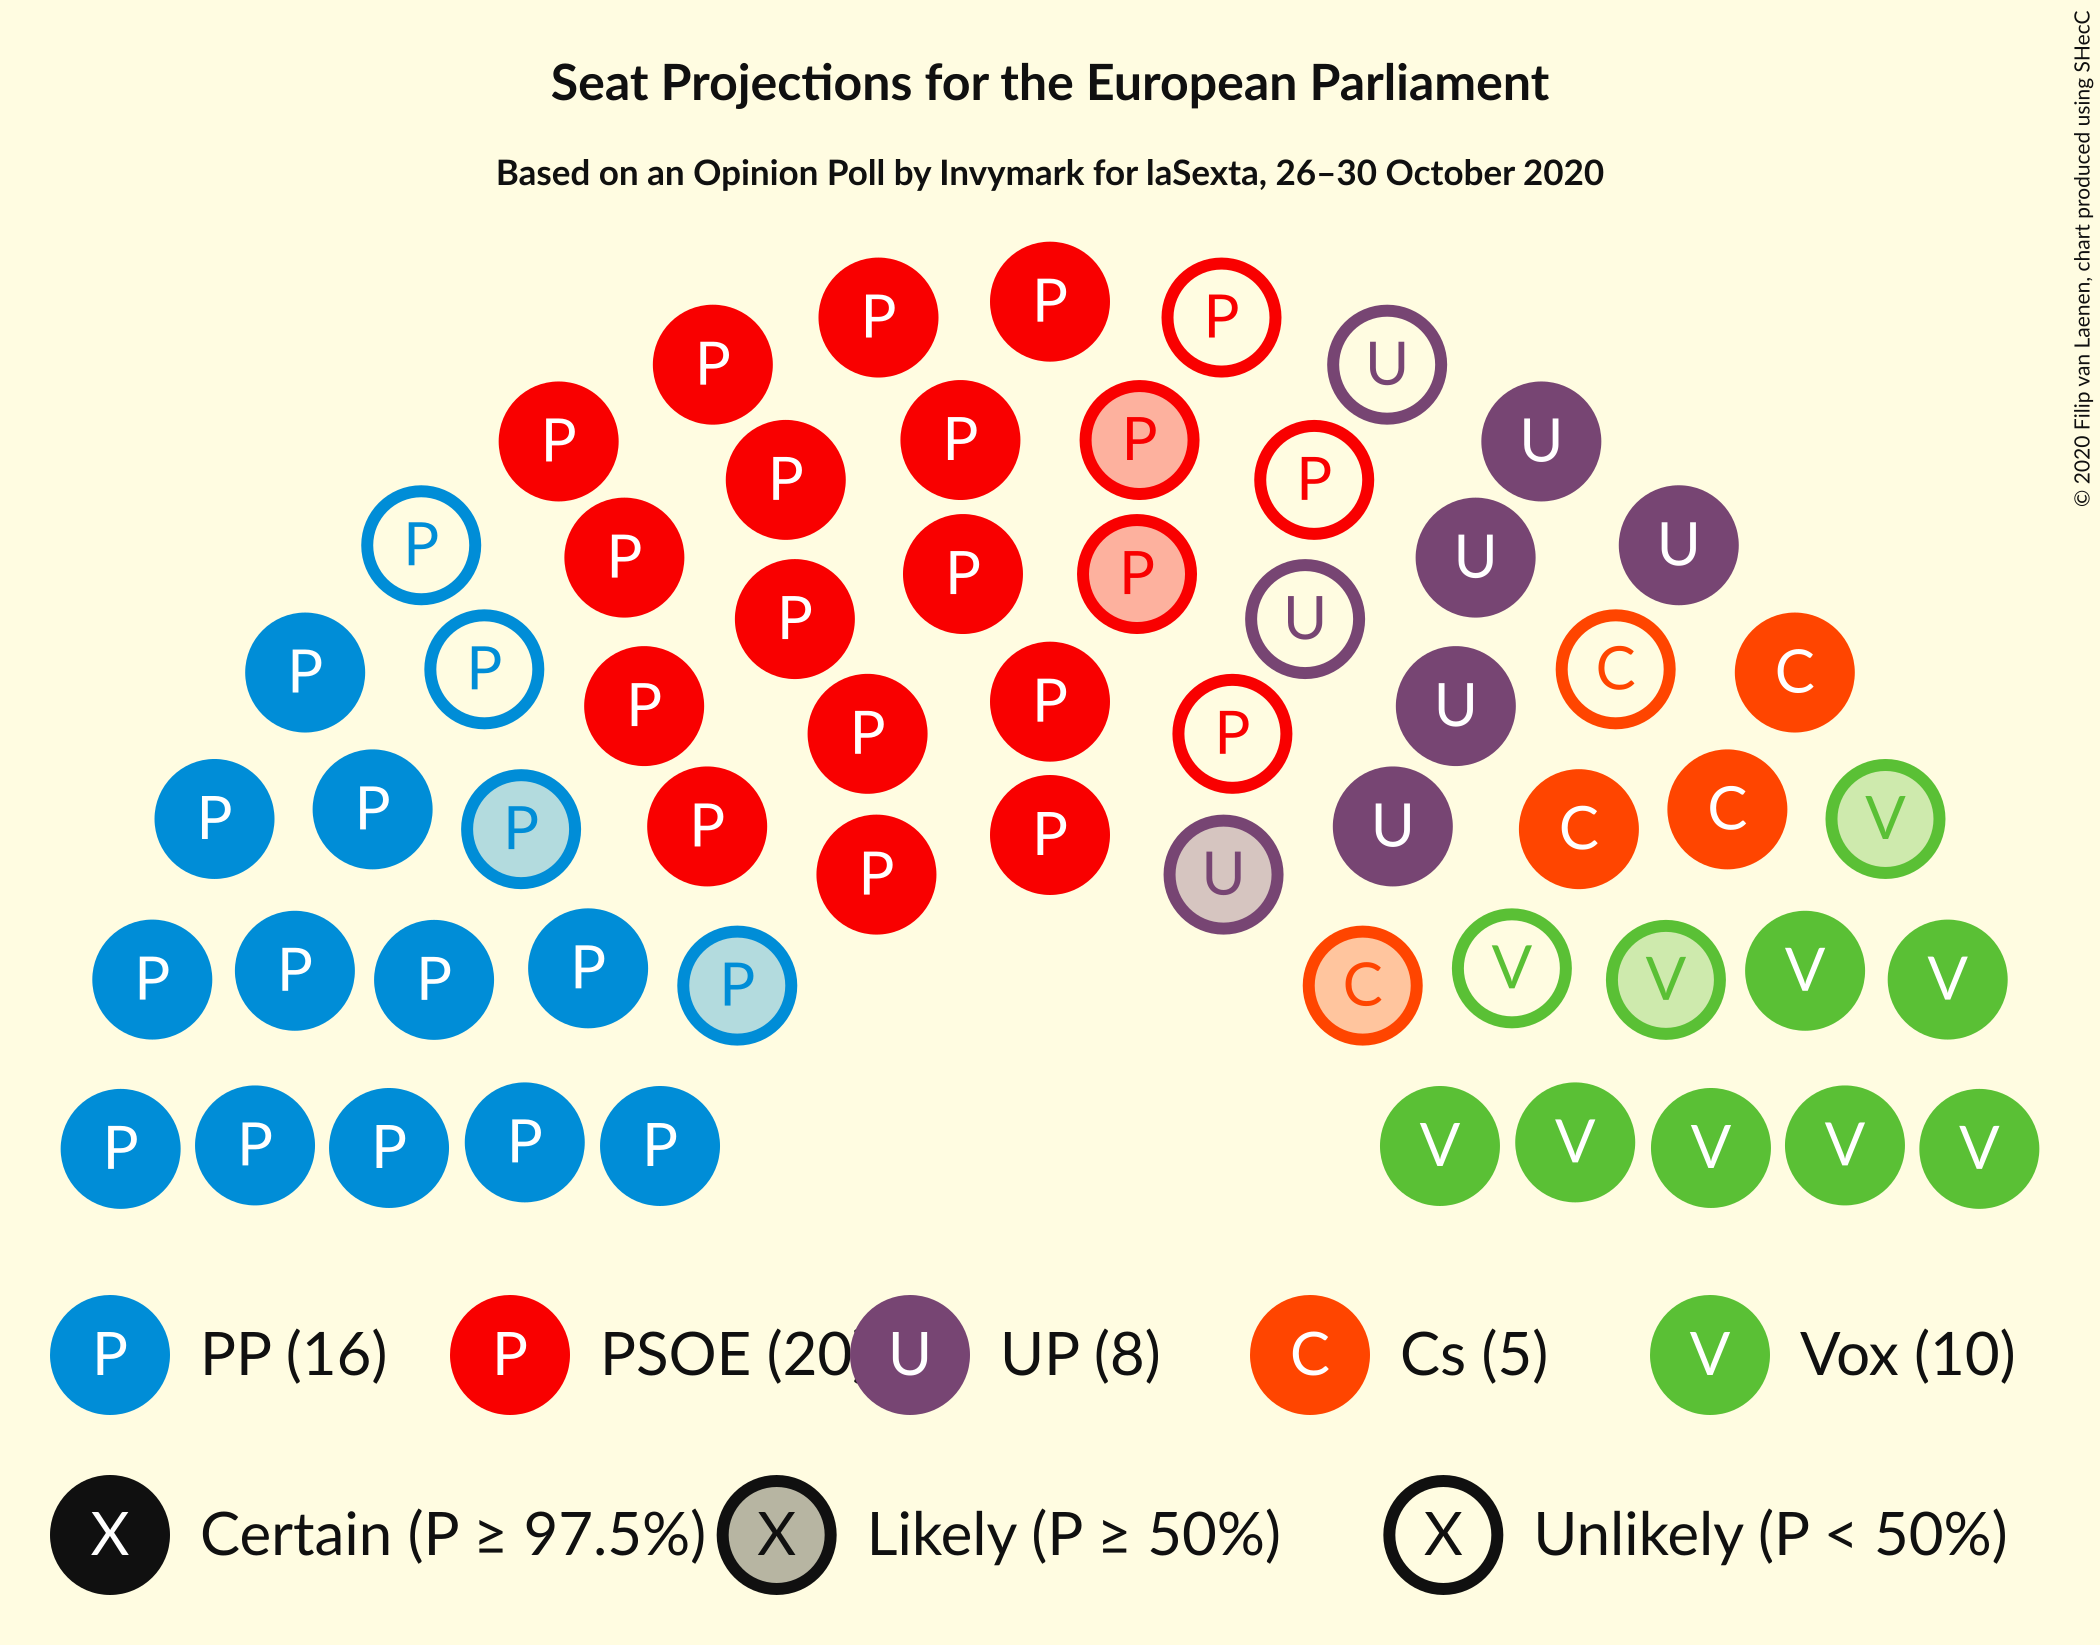 Seat Projections for the European Parliament
Based on an Opinion Poll by Invymark for laSexta, 26–30 October 2020
© 2020 Filip van Laenen, chart produced using SHecC
P P P
P U
P P P U
P P
P P U U
P P
P U
P P C C
P P U
P P
P P P P P U C C V
P U
P P P P P C V V V V
P P P P P V V V V V
P PP (16) P PSOE (20 U UP (8) C Cs (5) V Vox (10)
X Certain (P ≥ 97.5%) X Likely (P ≥ 50%) X Unlikely (P < 50%)